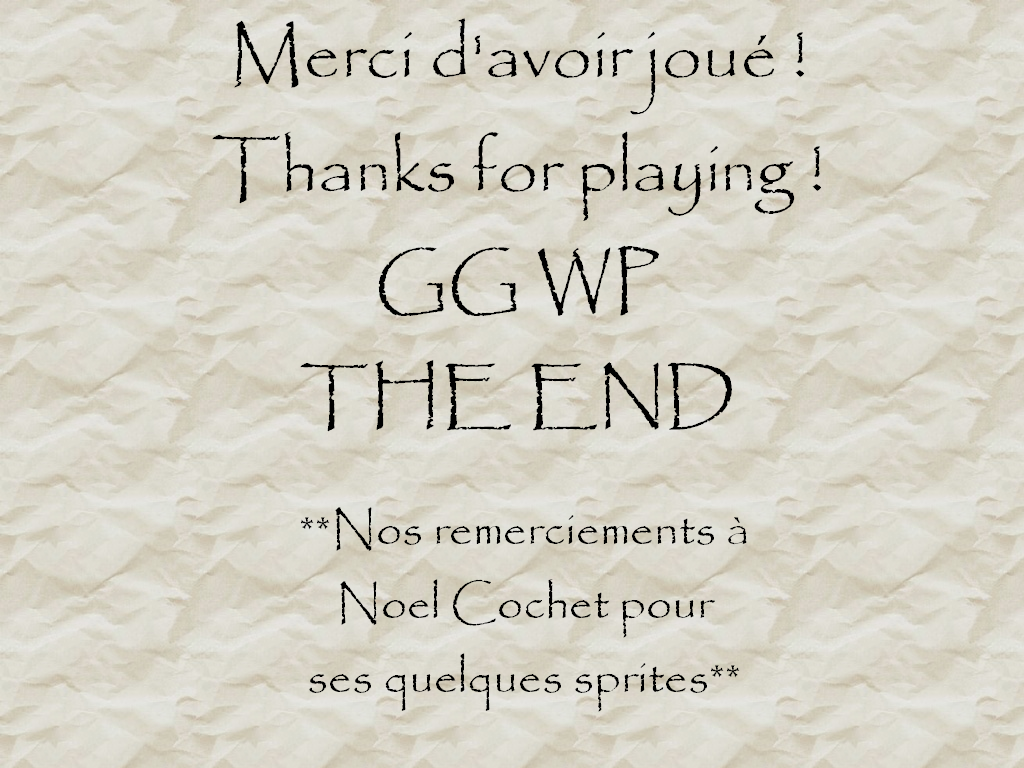 Merci d'avoir joué !
Thanks for playing !
GG WP
THE END
**Nos remerciements à
Noel Cochet pour
ses quelques sprites**